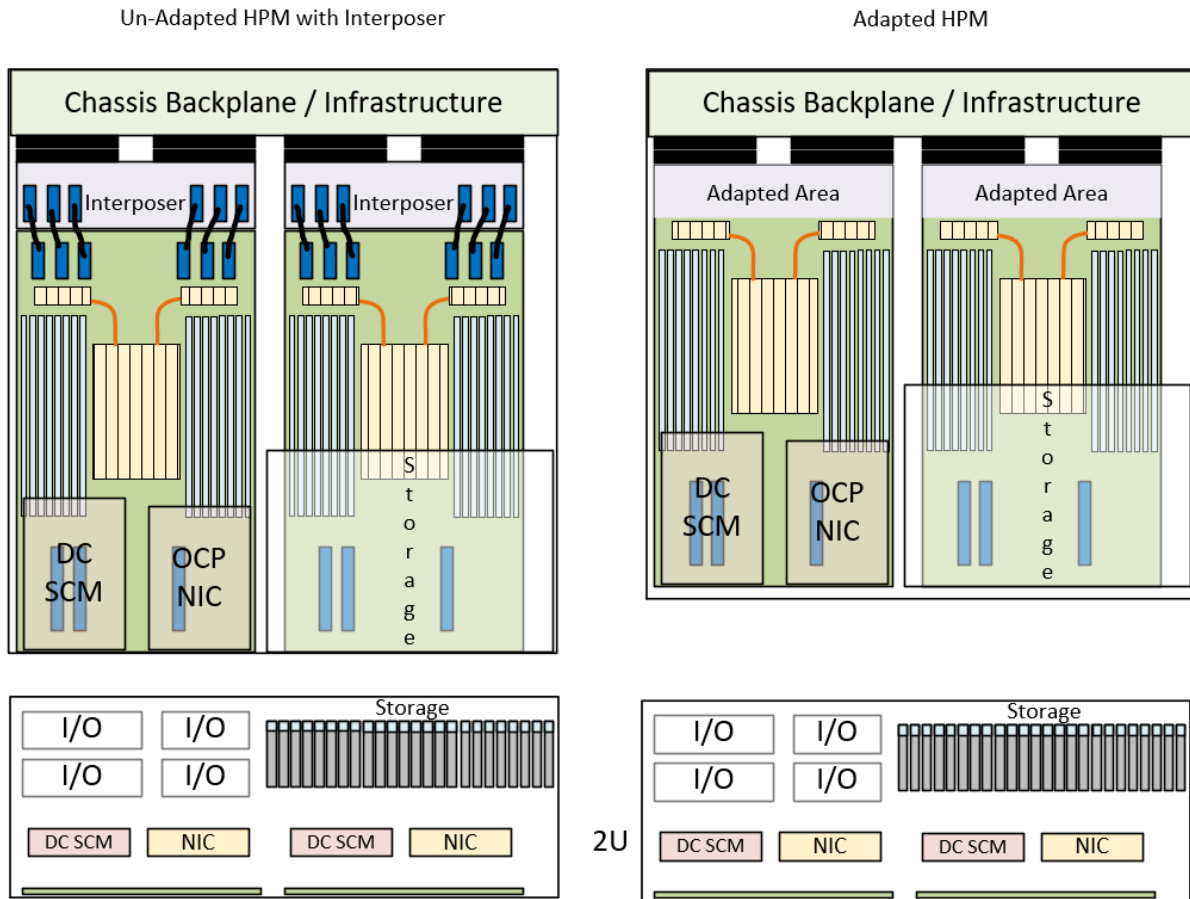 Un-Adapted HPM with Interposer
Adapted HPM
Chassis Backplane / Infrastructure
Chassis Backplane / Infrastructure
Interposer
Interposer
Adapted Area
Adapted Area
DC
SCM
OCP
NIC
Storage
DC
SCM
OCP
NIC
Storage
I/O
I/O
Storage
I/O
I/O
DC SCM
NIC
DC SCM
NIC
2U
I/O
I/O
Storage
I/O
I/O
DC SCM
NIC
DC SCM
NIC